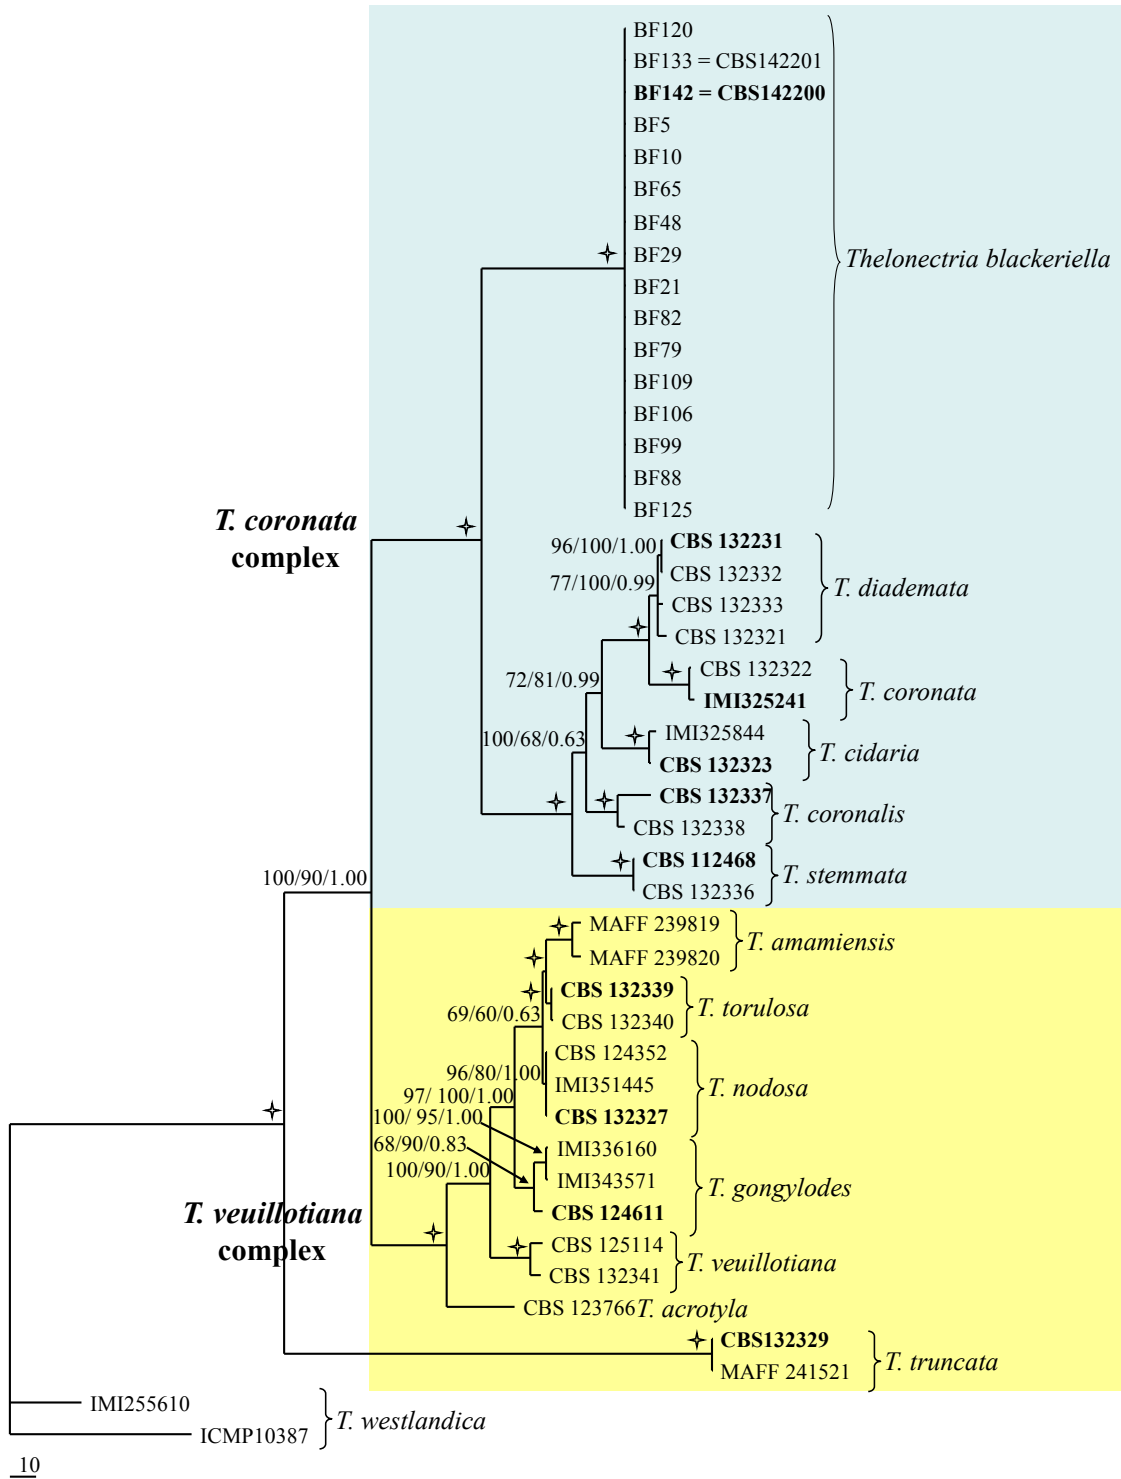 BF120
BF133 = CBS142201
BF142 = CBS142200
BF5
BF10
BF65
BF48
BF29
Thelonectria blackeriella
BF21
BF82
BF79
BF109
BF106
BF99
BF88
BF125
T. coronata
complex
96/100/1.00
CBS 132231
CBS 132332
77/100/0.99
T. diademata
CBS 132333
CBS 132321
72/81/0.99
CBS 132322
T. coronata
IMI325241
100/68/0.63
IMI325844
T. cidaria
CBS 132323
CBS 132337
T. coronalis
CBS 132338
CBS 112468
T. stemmata
CBS 132336
100/90/1.00
MAFF 239819
T. amamiensis
MAFF 239820
CBS 132339
T. torulosa
69/60/0.63
CBS 132340
CBS 124352
96/80/1.00
IMI351445
T. nodosa
97/ 100/1.00
CBS 132327
100/ 95/1.00
68/90/0.83
IMI336160
100/90/1.00
IMI343571
T. gongylodes
CBS 124611
T. veuillotiana
complex
CBS 125114
T. veuillotiana
CBS 132341
CBS 123766 T. acrotyla
CBS132329
T. truncata
MAFF 241521
IMI255610
T. westlandica
ICMP10387
10